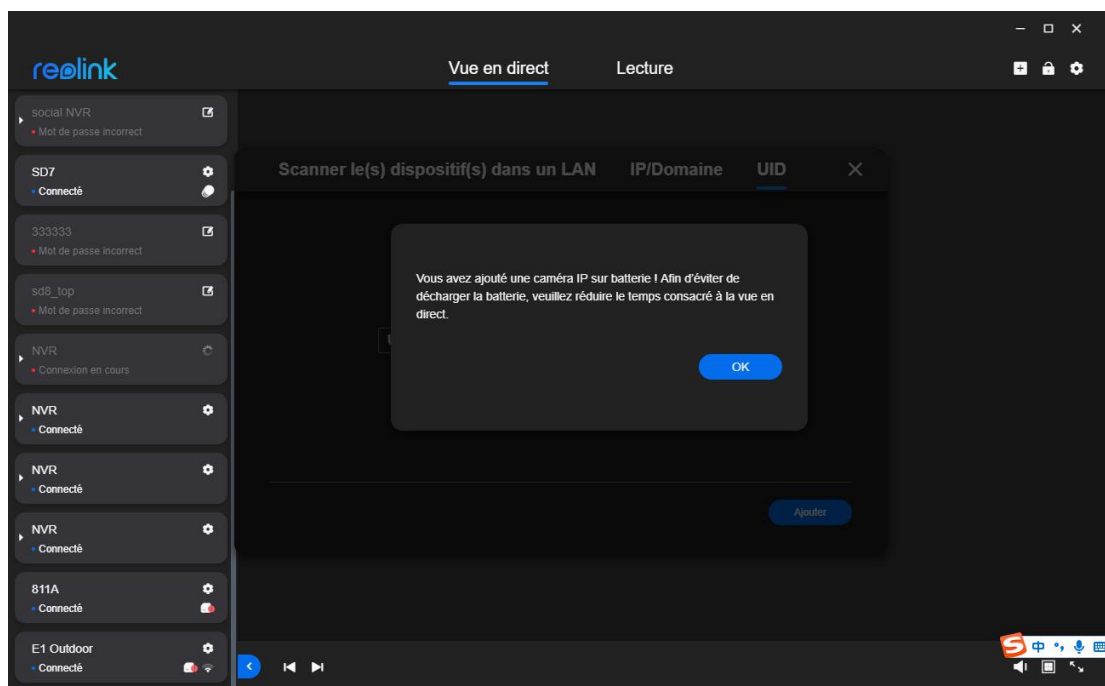 reolink
Vue en direct
Lecture
social NVR
Mot de passe incorrect
SD7
Connecté
333333
Mot de passe incorrect
sd8_top
Mot de passe incorrect
NVR
Connexion en cours
NVR
Connecté
NVR
Connecté
NVR
Connecté
811A
Connecté
E1 Outdoor
Connecté
Scanner le(s) dispositif(s) dans un LAN
IP/Domaine
UID
Vous avez ajouté une caméra IP sur batterie ! Afin d'éviter de
décharger la batterie, veuillez réduire le temps consacré à la vue en
direct.
OK
Ajouter
中